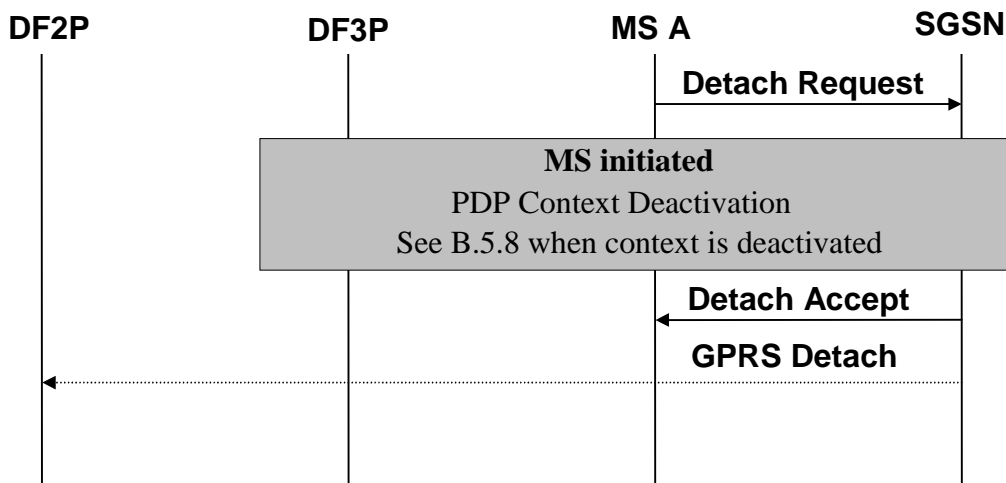 DF2P
DF3P
MS A
SGSN
Detach Request
MS initiated
PDP Context Deactivation
See B.5.8 when context is deactivated
Detach Accept
GPRS Detach